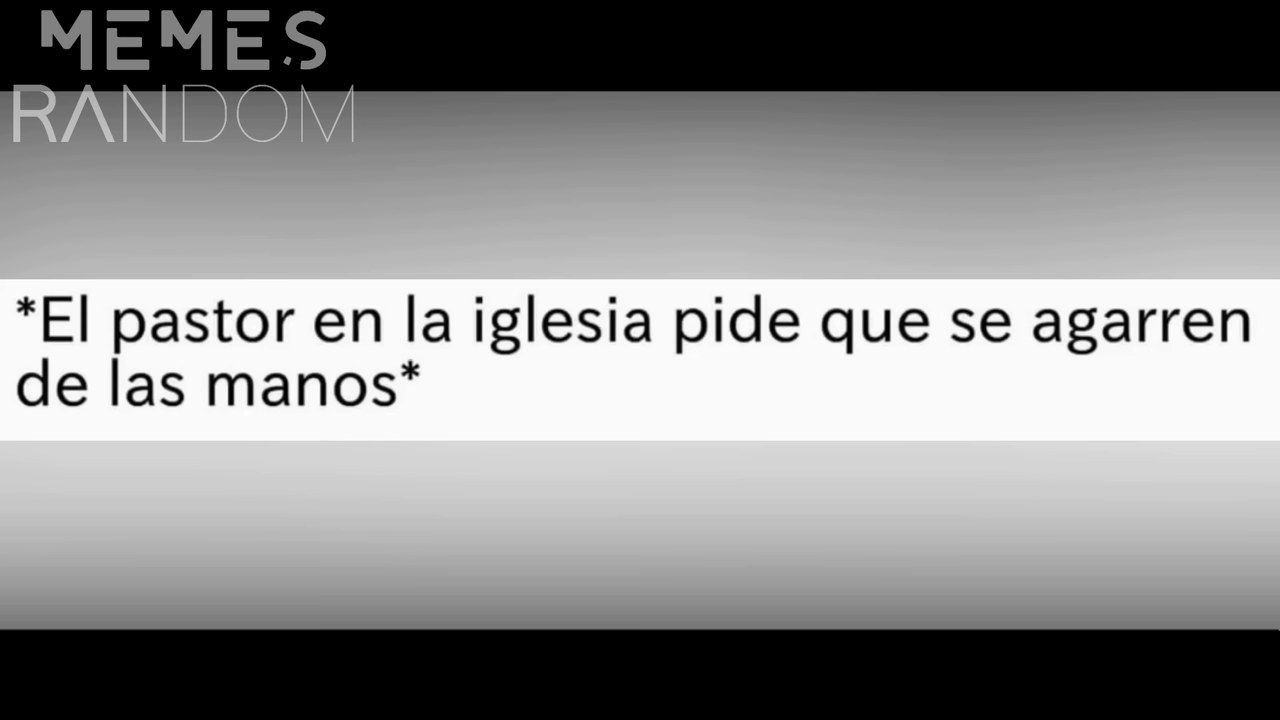 MEMES
RANDOM
*El pastor en la iglesia pide que se agarren
de las manos*